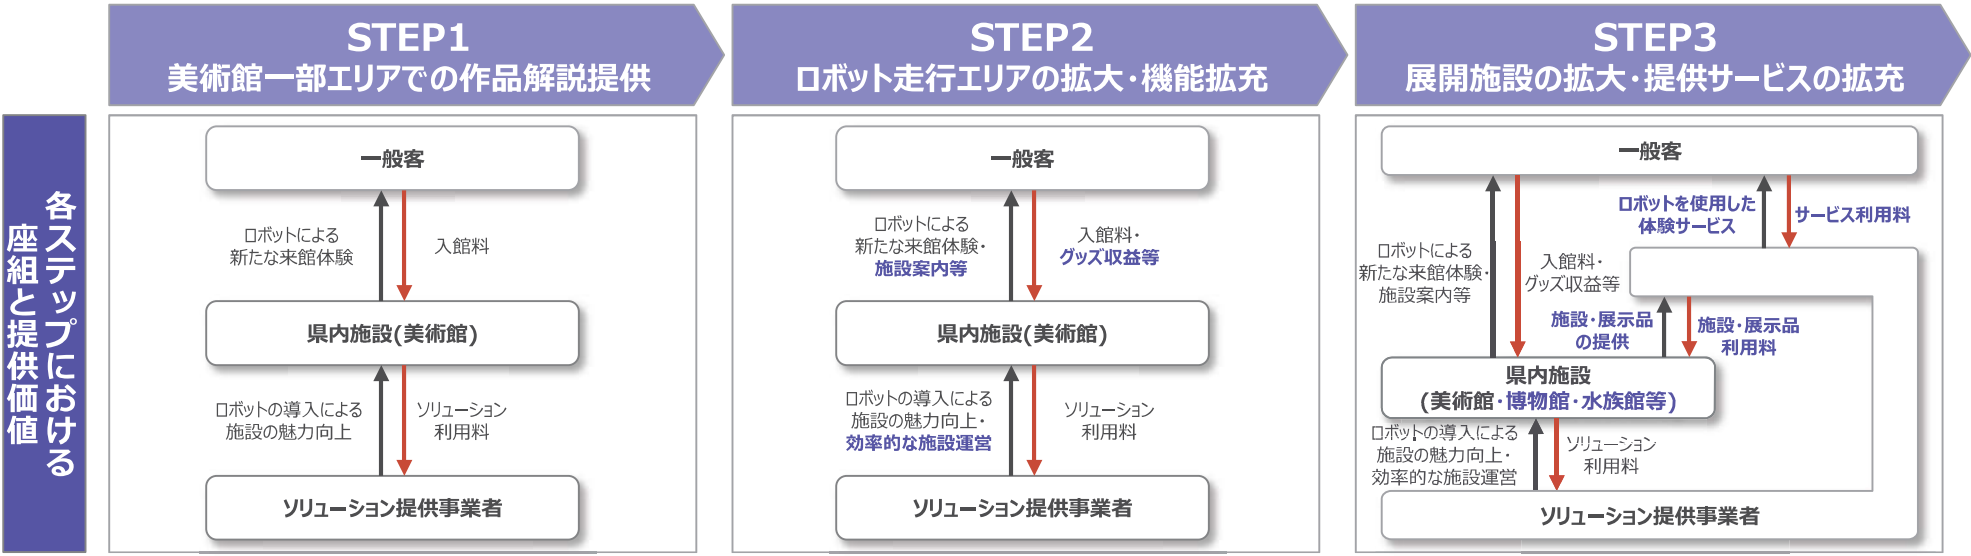 STEP1
美術館一部エリアでの作品解説提供
STEP2
ロボット走行エリアの拡大・機能拡充
STEP3
展開施設の拡大・提供サービスの拡充
各ステップにおける
座組と提供価値
一般客
ロボットによる
新たな来館体験
入館料
県内施設(美術館)
ロボットの導入による
施設の魅力向上
ソリューション
利用料
ソリューション提供事業者
一般客
ロボットによる
新たな来館体験・
施設案内等
入館料・
グッズ収益等
県内施設(美術館)
ロボットの導入による
施設の魅力向上・
効率的な施設運営
ソリューション
利用料
ソリューション提供事業者
一般客
ロボットを使用した
体験サービス
サービス利用料
ロボットによる
新たな来館体験・
施設案内等
入館料・
グッズ収益等
施設・展示品
の提供
施設・展示品
利用料
県内施設
(美術館・博物館・水族館等)
ロボットの導入による
施設の魅力向上・
効率的な施設運営
ソリューション
利用料
ソリューション提供事業者